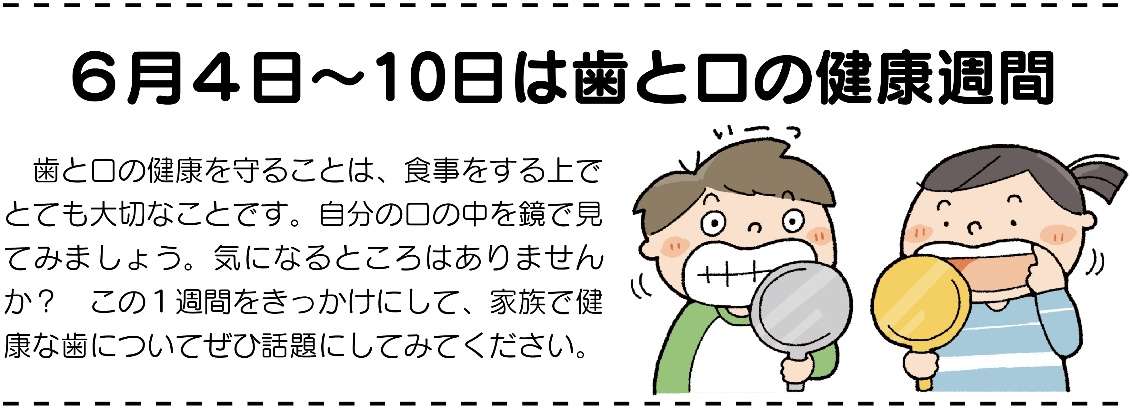 ６月４日～10日は歯と口の健康週間
いーっ
　歯と口の健康を守ることは、食事をする上で
とても大切なことです。自分の口の中を鏡で見
てみましょう。気になるところはありません
か？　この１週間をきっかけにして、家族で健
康な歯についてぜひ話題にしてみてください。